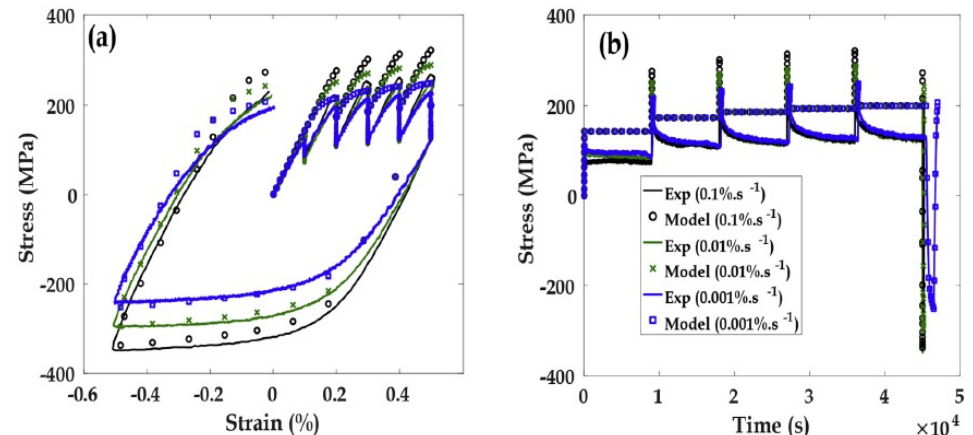 (a)
400
200
0
-200
-400
Stress (MPa)
-0.6
-0.4
-0.2
0
0.2
0.4
Strain (%)
(b)
400
200
0
-200
-400
Stress (MPa)
Exp (0.1%.s -1)
Model (0.1%.s -1)
Exp (0.01%.s -1)
Model (0.01%.s -1)
Exp (0.001%.s -1)
Model (0.001%.s -1)
0
1
2
3
4
5
Time (s)
×10^4